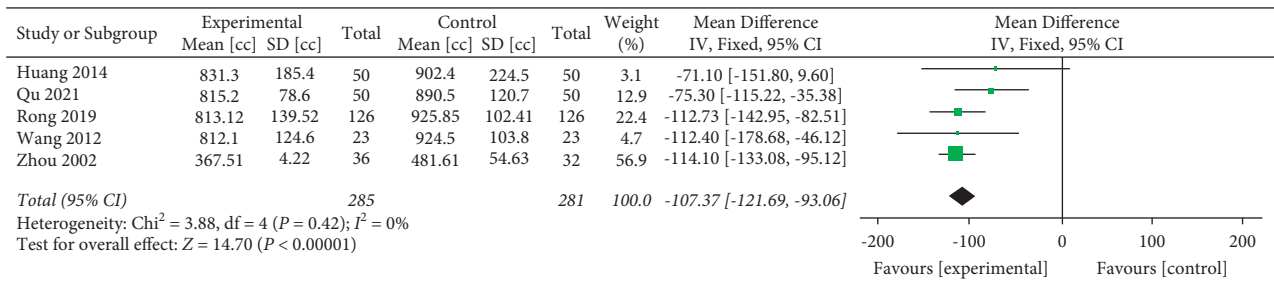 Study or Subgroup Experimental Total Control Total Weight Mean Difference Mean Difference
Mean [cc] SD [cc] Mean [cc] SD [cc] (%) IV, Fixed, 95% CI IV, Fixed, 95% CI
Huang 2014 831.3 185.4 50 902.4 224.5 50 3.1 -71.10 [-151.80, 9.60]
Qu 2021 815.2 78.6 50 890.5 120.7 50 12.9 -75.30 [-115.22, -35.38]
Rong 2019 813.12 139.52 126 925.85 102.41 126 22.4 -112.73 [-142.95, -82.51]
Wang 2012 812.1 124.6 23 924.5 103.8 23 4.7 -112.40 [-178.68, -46.12]
Zhou 2002 367.51 4.22 36 481.61 54.63 32 56.9 -114.10 [-133.08, -95.12]
Total (95% CI) 285 281 100.0 -107.37 [-121.69, -93.06]
Heterogeneity: Chi² = 3.88, df = 4 (P = 0.42); I² = 0%
Test for overall effect: Z = 14.70 (P < 0.00001)
-200 -100 0 100 200
Favours [experimental] Favours [control]